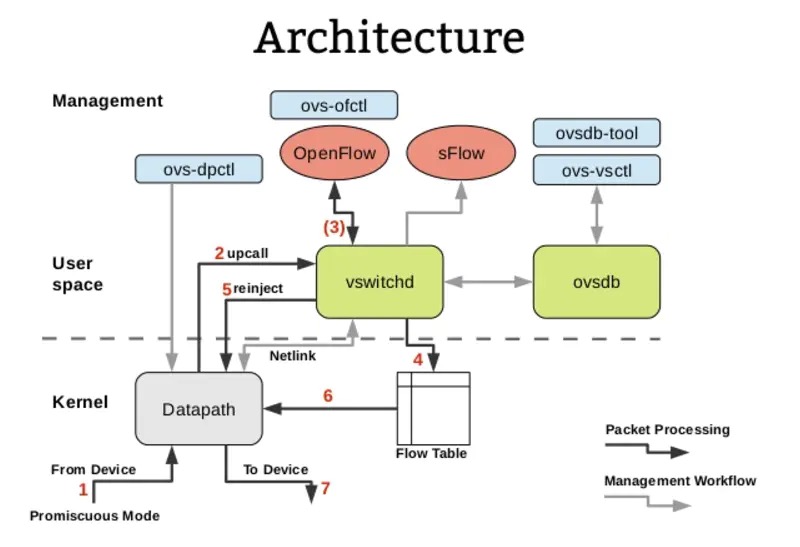 Architecture
Management
ovs-ofctl
OpenFlow
sFlow
ovsdb-tool
ovs-vsctl
ovs-dpctl
(3)
2 upcall
User
space
vswitchd
ovsdb
5 reinject
Netlink
4
Kernel
Datapath
6
Flow Table
From Device
1
Promiscuous Mode
To Device
7
Packet Processing
Management Workflow